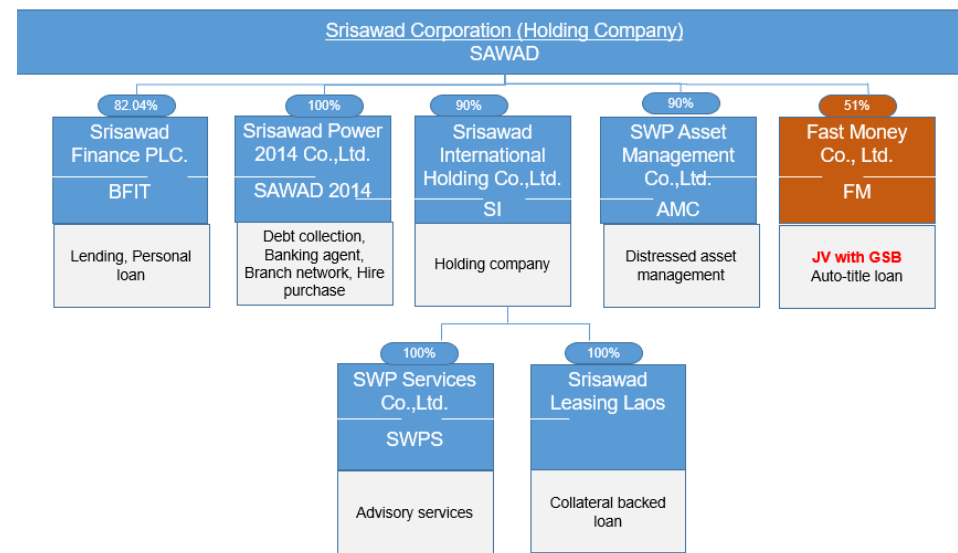 Srisawad Corporation (Holding Company)
SAWAD
82.04%
Srisawad
Finance PLC.
BFIT
Lending, Personal
loan
100%
Srisawad Power
2014 Co.,Ltd.
SAWAD 2014
Debt collection,
Banking agent,
Branch network, Hire
purchase
90%
Srisawad
International
Holding Co.,Ltd.
SI
Holding company
90%
SWP Asset
Management
Co.,Ltd.
AMC
Distressed asset
management
51%
Fast Money
Co., Ltd.
FM
JV with GSB
Auto-title loan
100%
SWP Services
Co.,Ltd.
SWPS
Advisory services
100%
Srisawad
Leasing Laos
Collateral backed
loan